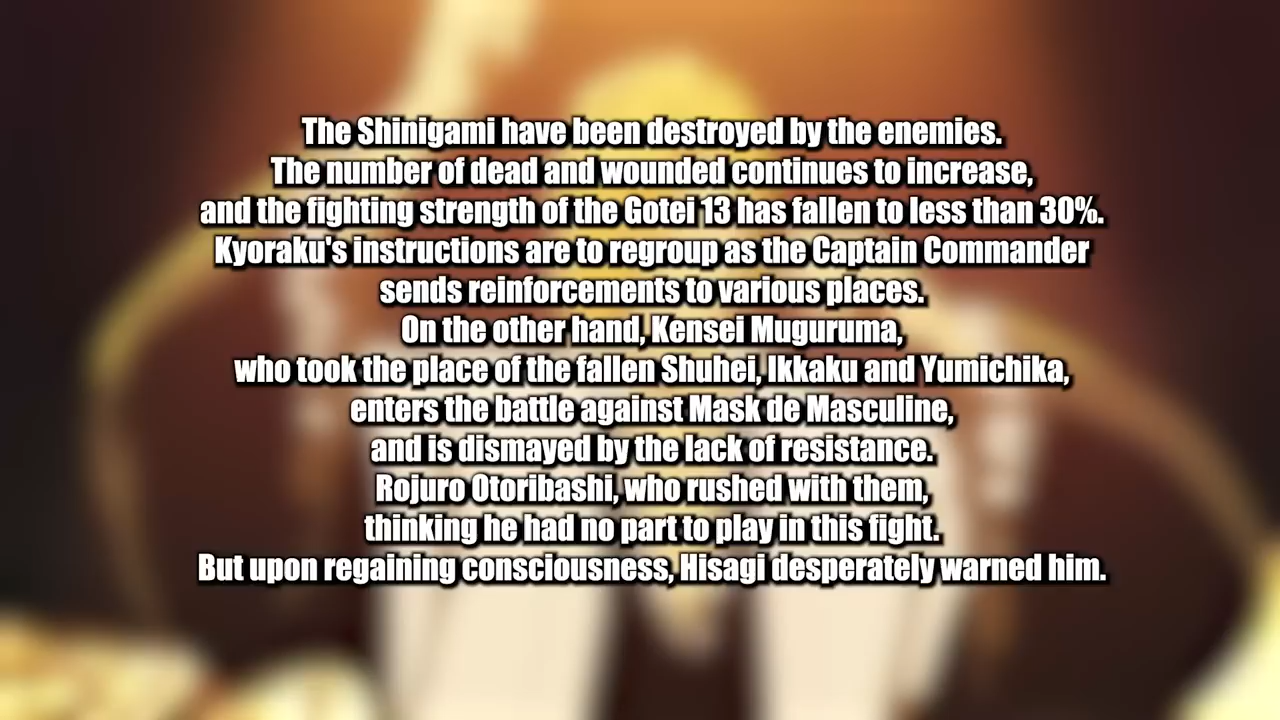 The Shinigami have been destroyed by the enemies.
The number of dead and wounded continues to increase,
and the fighting strength of the Gotei 13 has fallen to less than 30%.
Kyoraku's instructions are to regroup as the Captain Commander
sends reinforcements to various places.
On the other hand, Kensei Muguruma,
who took the place of the fallen Shuhei, Ikkaku and Yumichika,
enters the battle against Mask de Masculine,
and is dismayed by the lack of resistance.
Rojuro Otoribashi, who rushed with them,
thinking he had no part to play in this fight.
But upon regaining consciousness, Hisagi desperately warned him.